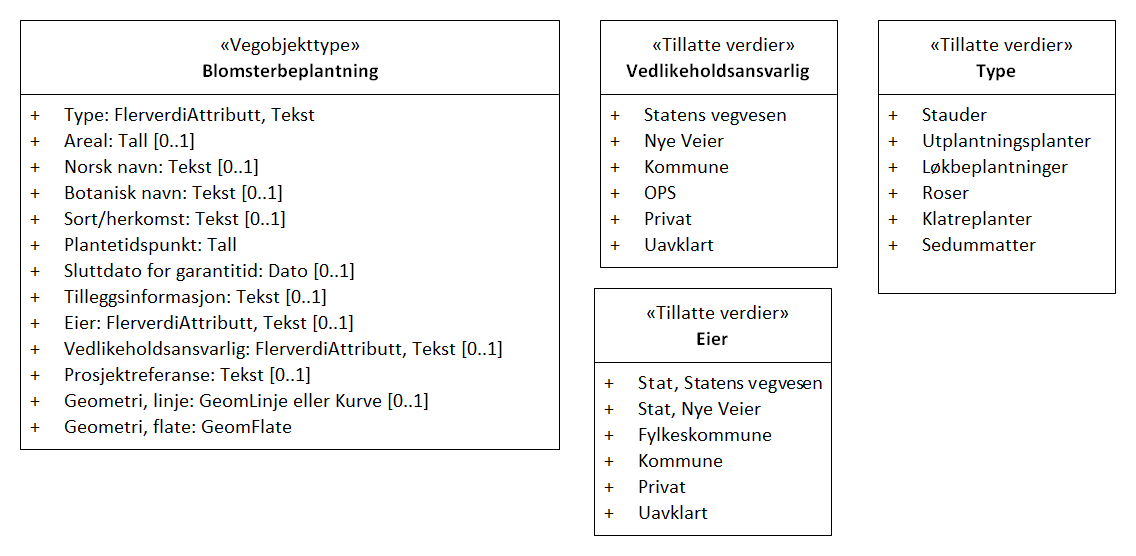 «Vegobjekttype»
Blomsterbeplantning
+ Type: FlerverdiAttributt, Tekst
+ Areal: Tall [0..1]
+ Norsk navn: Tekst [0..1]
+ Botanisk navn: Tekst [0..1]
+ Sort/herkomst: Tekst [0..1]
+ Plantetidspunkt: Tall
+ Sluttdato for garantitid: Dato [0..1]
+ Tilleggsinformasjon: Tekst [0..1]
+ Eier: FlerverdiAttributt, Tekst [0..1]
+ Vedlikeholdsansvarlig: FlerverdiAttributt, Tekst [0..1]
+ Prosjektreferanse: Tekst [0..1]
+ Geometri, linje: GeomLinje eller Kurve [0..1]
+ Geometri, flate: GeomFlate
«Tillatte verdier»
Vedlikeholdsansvarlig
+ Statens vegvesen
+ Nye Veier
+ Kommune
+ OPS
+ Privat
+ Uavklart
«Tillatte verdier»
Type
+ Stauder
+ Utplantningsplanter
+ Løkbeplantninger
+ Roser
+ Klatreplanter
+ Sedummatter
«Tillatte verdier»
Eier
+ Stat, Statens vegvesen
+ Stat, Nye Veier
+ Fylkeskommune
+ Kommune
+ Privat
+ Uavklart